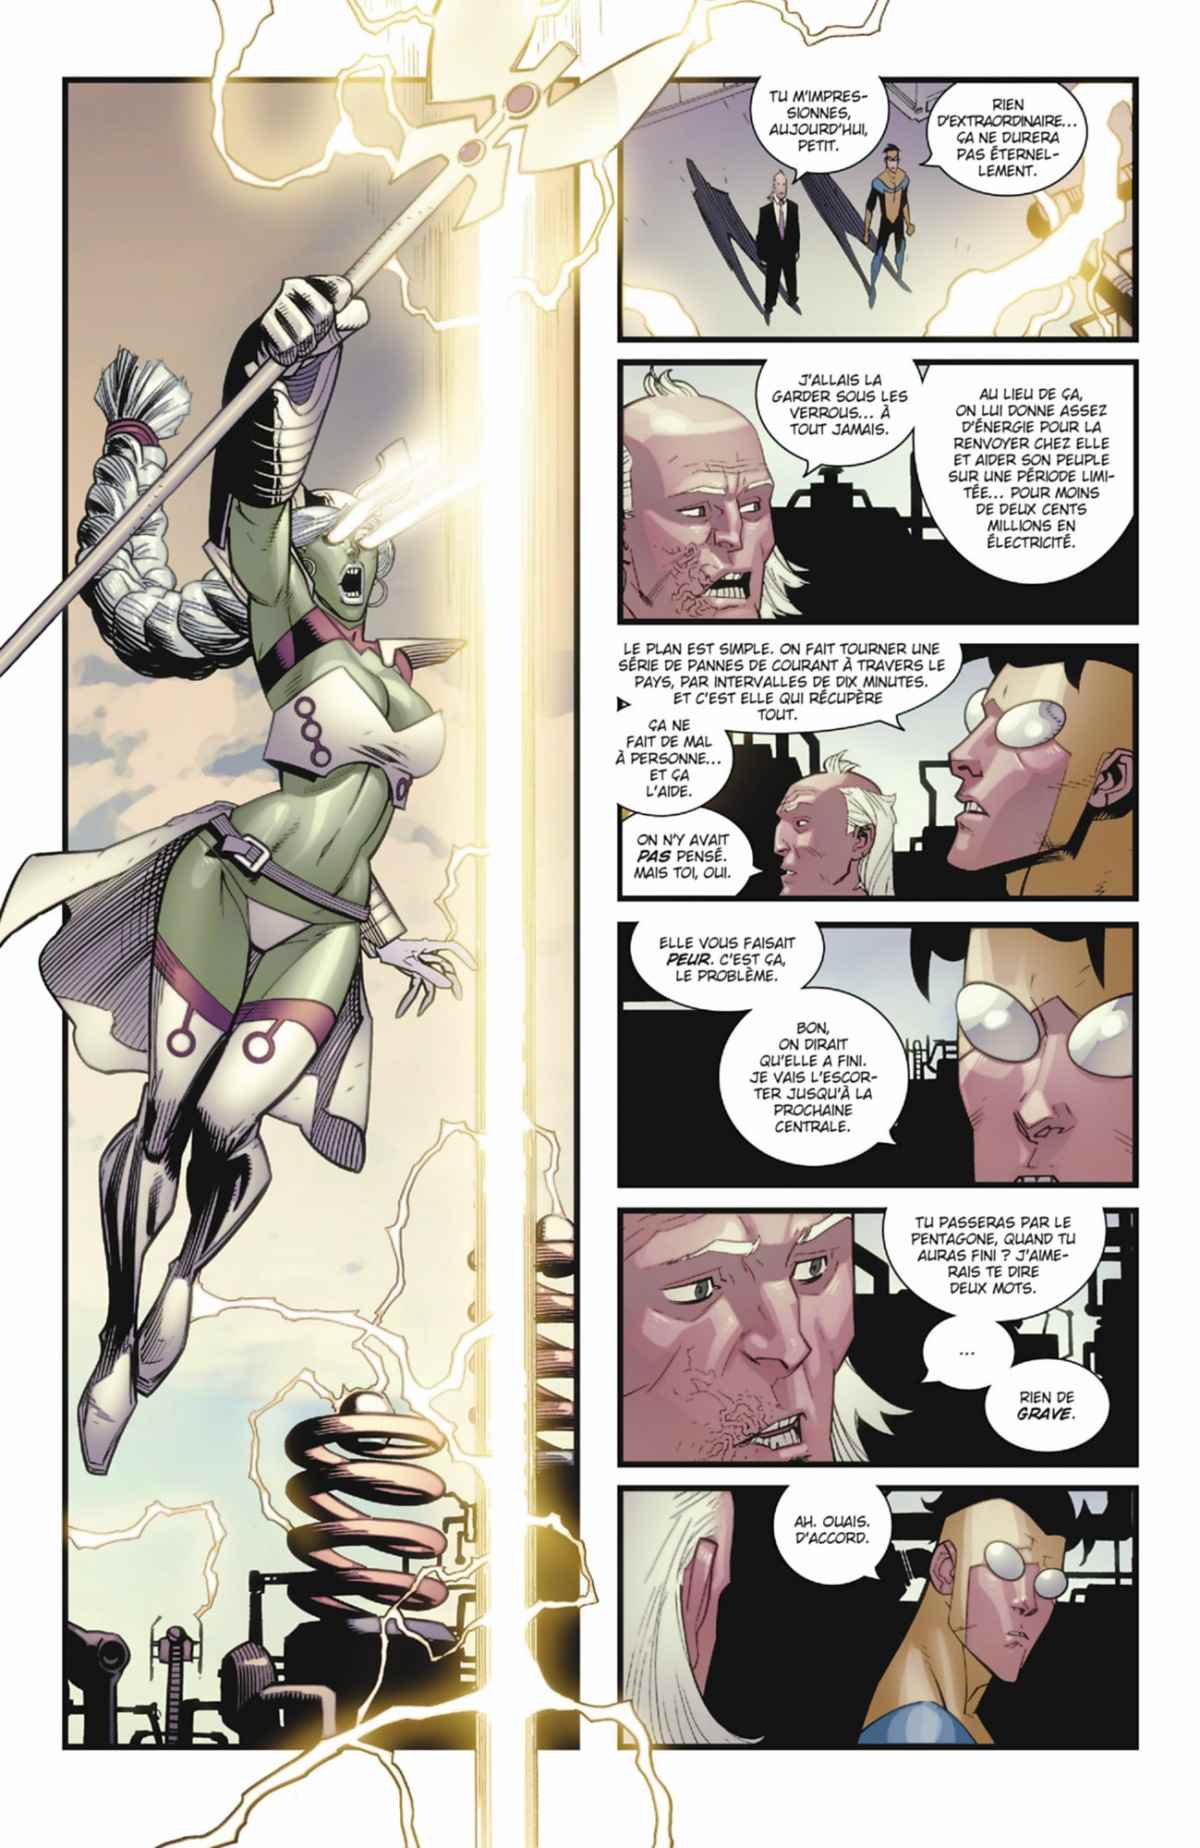 TU M'IMPRES-
SIONNES,
AUJOURD'HUI,
PETIT.
RIEN
D'EXTRAORDINAIRE...
ÇA NE DURERA
PAS ÉTERNEL-
LEMENT.
J'ALLAIS LA
GARDER SOUS LES
VERROUS... À
TOUT JAMAIS.
AU LIEU DE ÇA,
ON LUI DONNE ASSEZ
D'ÉNERGIE POUR LA
RENVOYER CHEZ ELLE
ET AIDER SON PEUPLE
SUR UNE PÉRIODE LIMI-
TÉE... POUR MOINS
DE DEUX CENTS
MILLIONS EN
ÉLECTRICITÉ.
LE PLAN EST SIMPLE. ON FAIT TOURNER UNE
SÉRIE DE PANNES DE COURANT À TRAVERS LE
PAYS, PAR INTERVALLES DE DIX MINUTES.
ET C'EST ELLE QUI RÉCUPÈRE
TOUT.
ÇA NE
FAIT DE MAL
À PERSONNE...
ET ÇA
L'AIDE.
ON N'Y AVAIT
PAS PENSÉ.
MAIS TOI, OUI.
ELLE VOUS FAISAIT
PEUR. C'EST ÇA,
LE PROBLÈME.
BON,
ON DIRAIT
QU'ELLE A FINI.
JE VAIS L'ESCOR-
TER JUSQU'À LA
PROCHAINE
CENTRALE.
TU PASSERAS PAR LE
PENTAGONE, QUAND TU
AURAS FINI ? J'AIME-
RAIS TE DIRE
DEUX MOTS.
...
RIEN DE
GRAVE.
AH. OUAIS.
D'ACCORD.